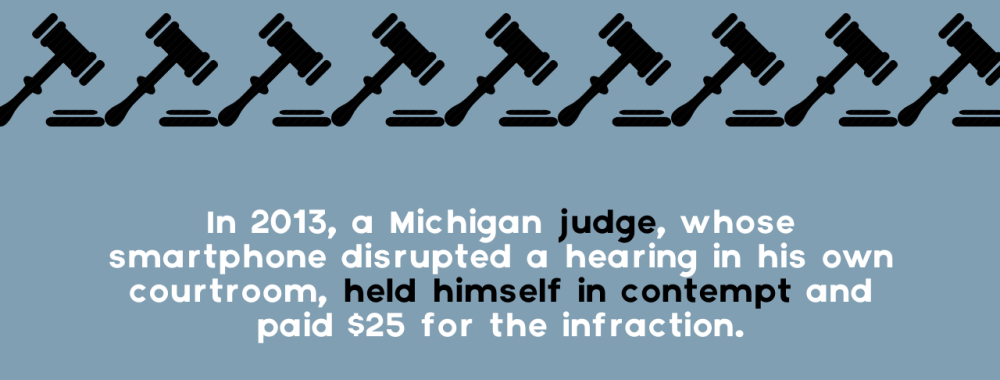 In 2013, a Michigan judge, whose
smartphone disrupted a hearing in his own
courtroom, held himself in contempt and
paid $25 for the infraction.